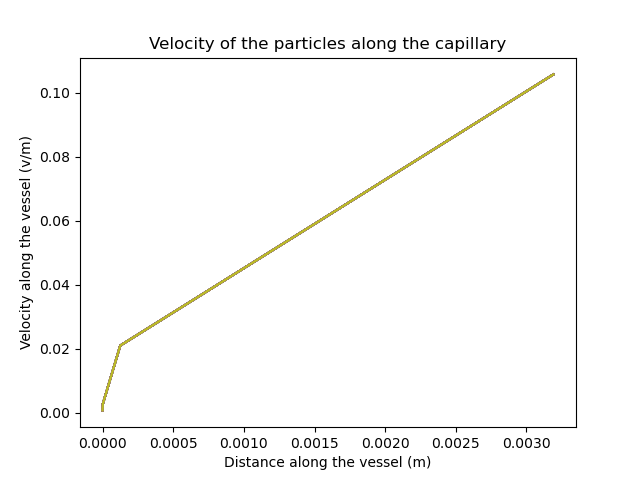 Velocity of the particles along the capillary
Velocity along the vessel (v/m)
0.10
0.08
0.06
0.04
0.02
0.00
0.0000 0.0005 0.0010 0.0015 0.0020 0.0025 0.0030
Distance along the vessel (m)